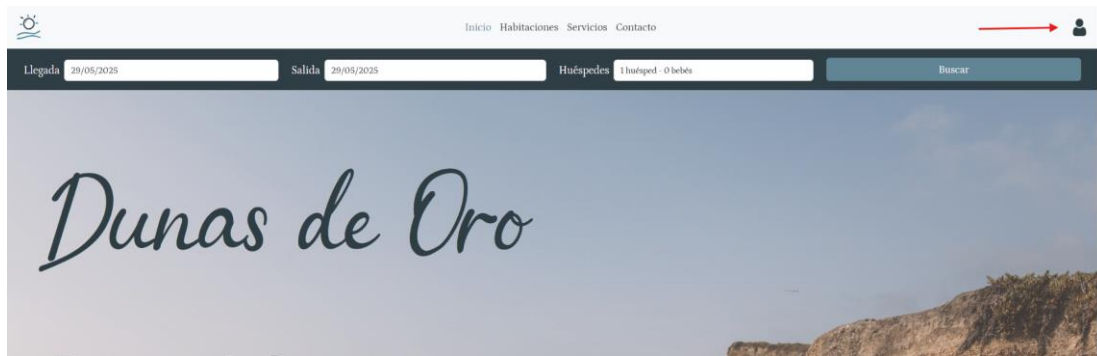 Inicio Habitaciones Servicios Contacto
Llegada 29/05/2025 Salida 29/05/2025 Huéspedes 1 huésped - 0 bebés Buscar
Dunas de Oro